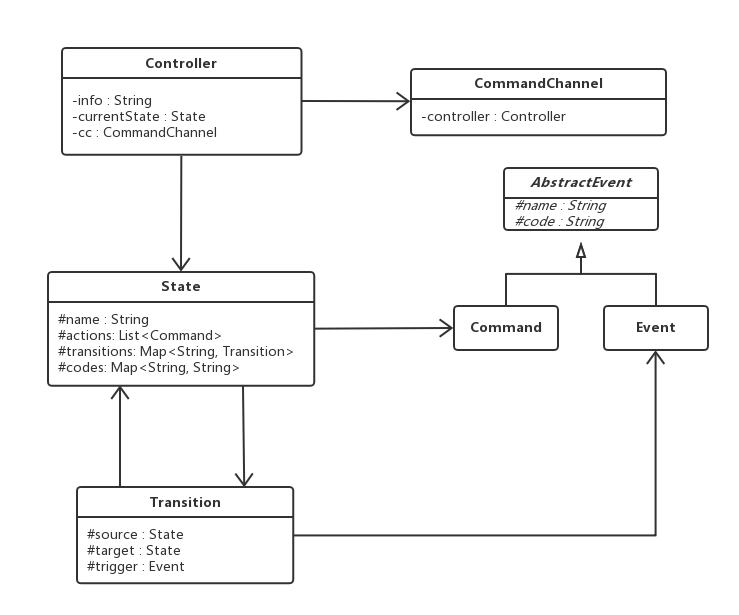 Controller
-info : String
-currentState : State
-cc : CommandChannel
CommandChannel
-controller : Controller
AbstractEvent
#name : String
#code : String
State
#name : String
#actions: List<Command>
#transitions: Map<String, Transition>
#codes: Map<String, String>
Command
Event
Transition
#source : State
#target : State
#trigger : Event